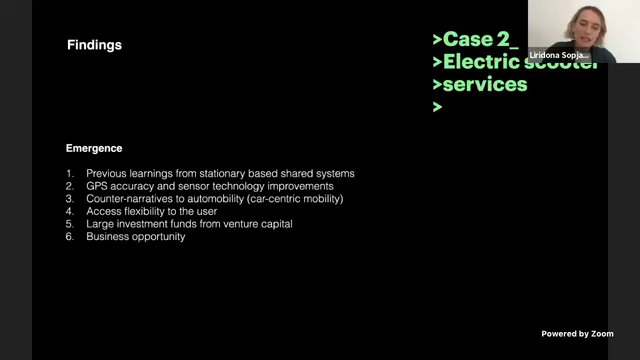 Findings
>Case 2_
>Electric scooter
>services
>
Liridona Sopja...
Emergence
1. Previous learnings from stationary based shared systems
2. GPS accuracy and sensor technology improvements
3. Counter-narratives to automobility (car-centric mobility)
4. Access flexibility to the user
5. Large investment funds from venture capital
6. Business opportunity
Powered by Zoom